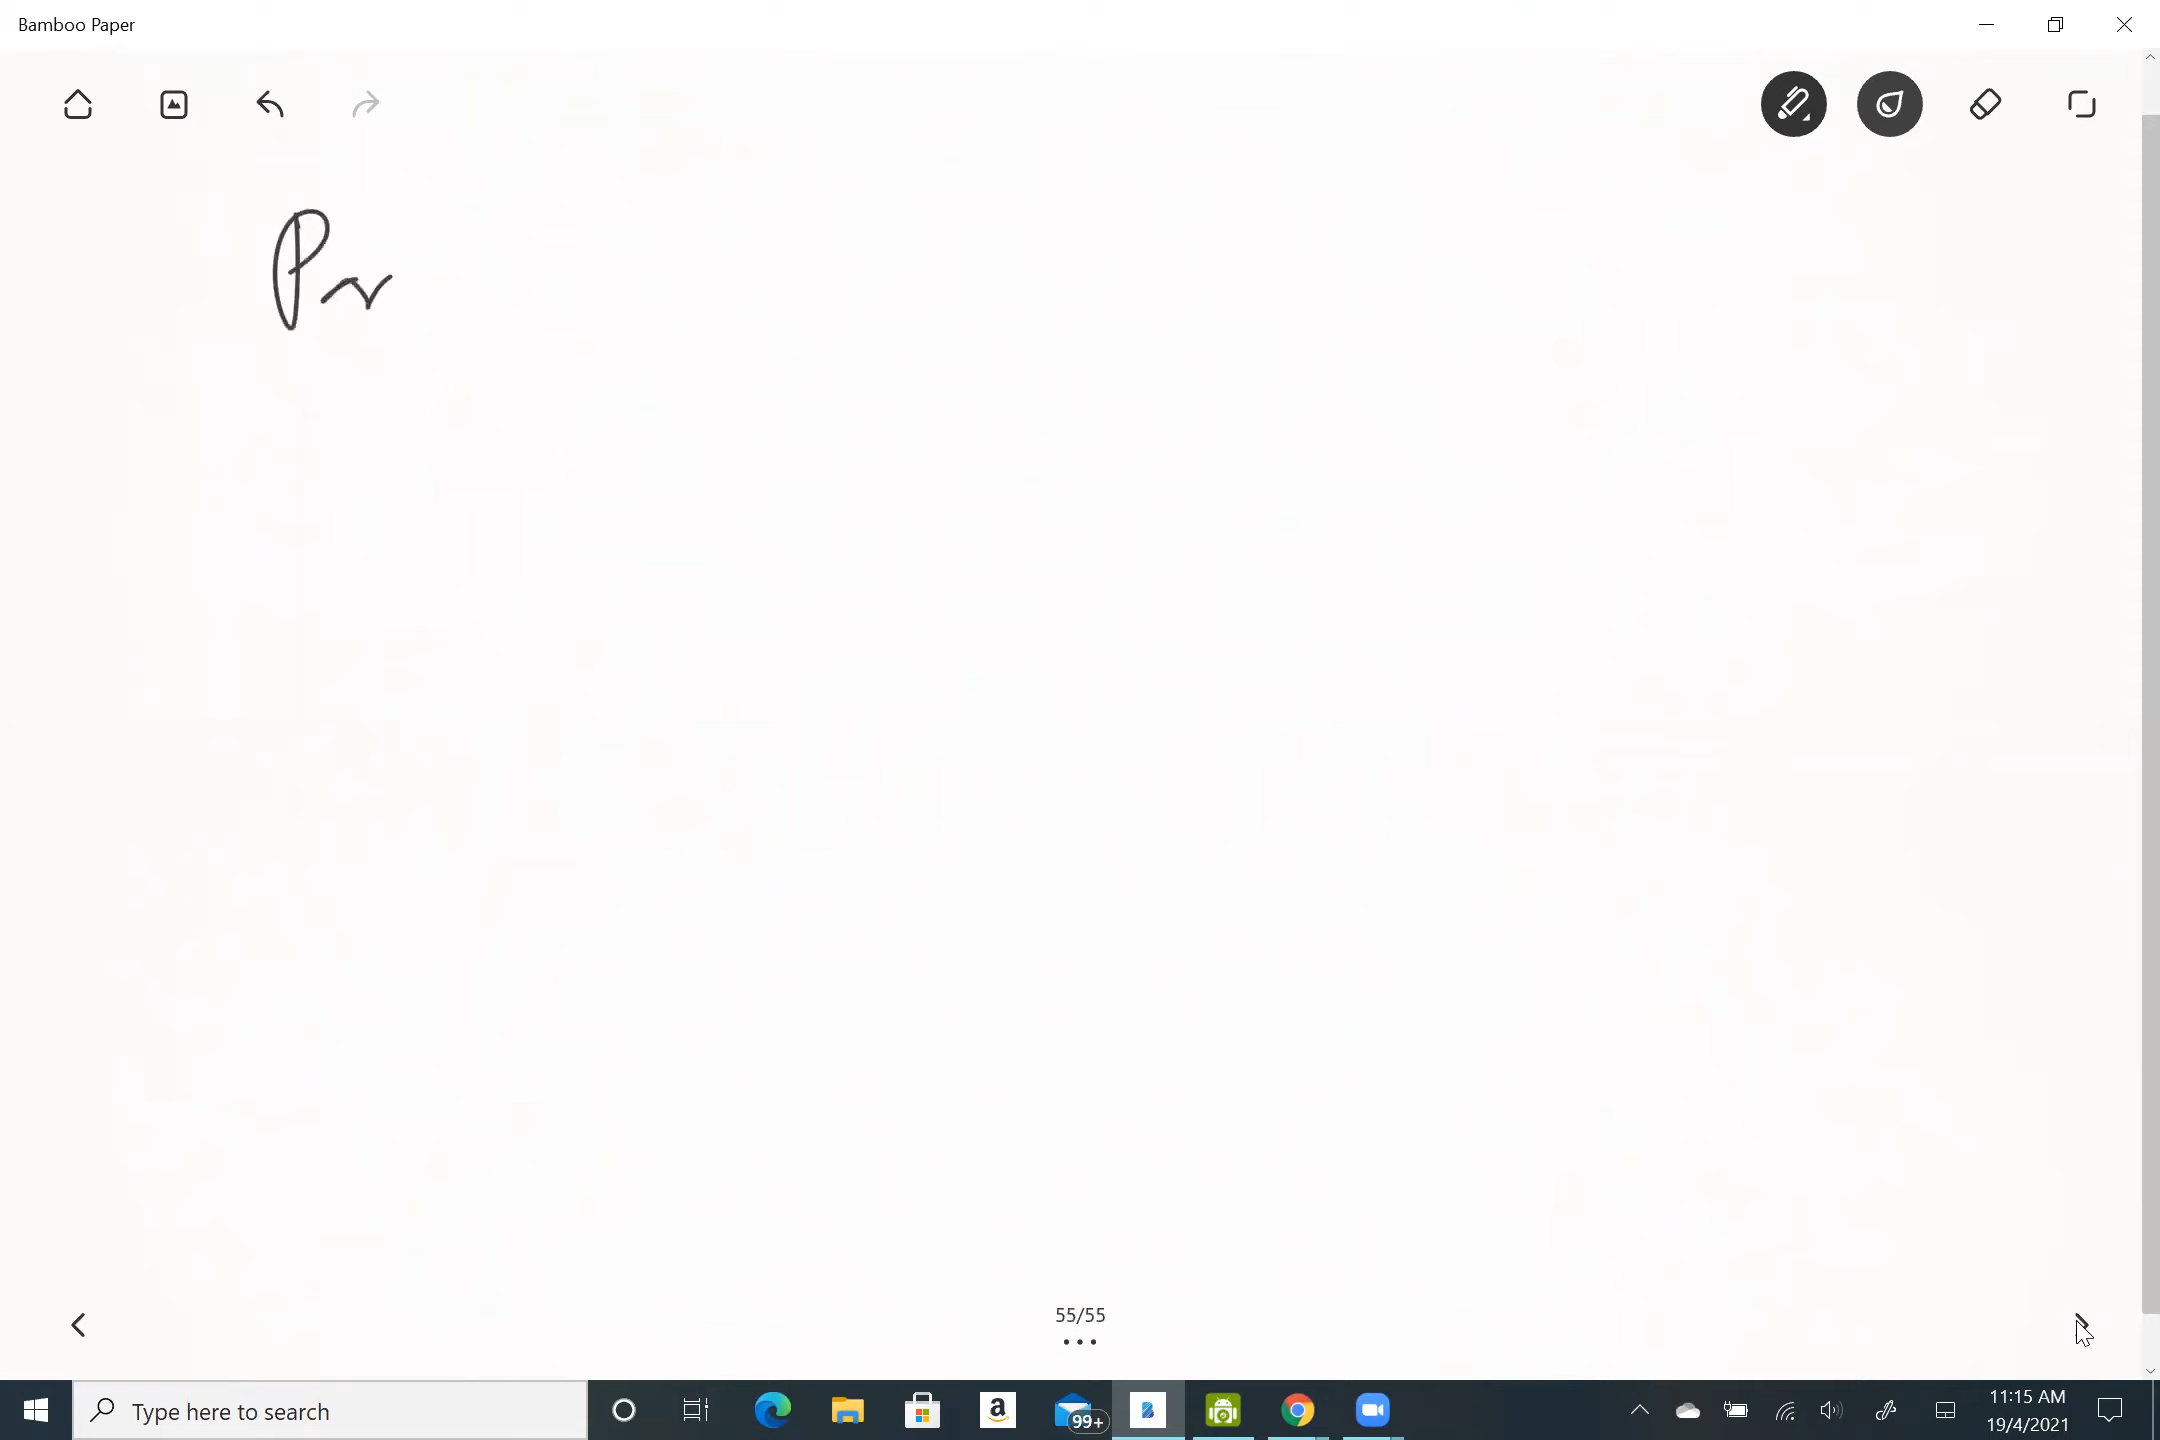 Bamboo Paper
Pr
55/55
Type here to search
99+
11:15 AM
19/4/2021